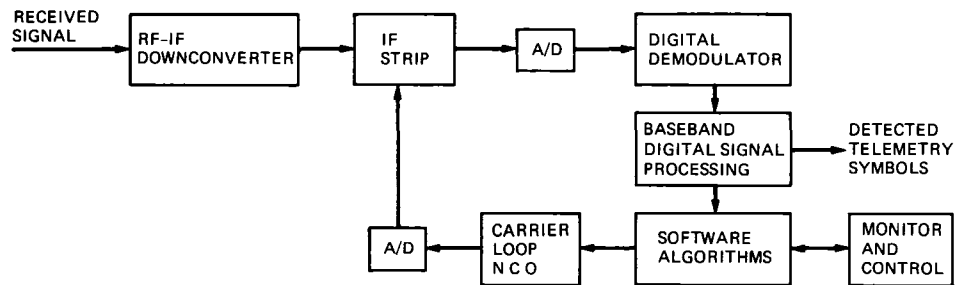 RECEIVED
SIGNAL
RF-IF
DOWNCONVERTER
IF
STRIP
A/D
DIGITAL
DEMODULATOR
BASEBAND
DIGITAL SIGNAL
PROCESSING
DETECTED
TELEMETRY
SYMBOLS
A/D
CARRIER
LOOP
N C O
SOFTWARE
ALGORITHMS
MONITOR
AND
CONTROL